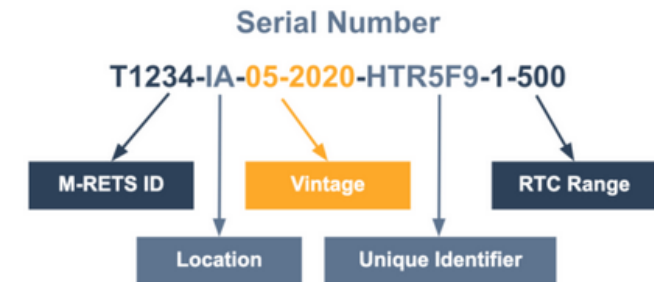 Serial Number
T1234-IA-05-2020-HTR5F9-1-500
M-RETS ID
Vintage
RTC Range
Location
Unique Identifier